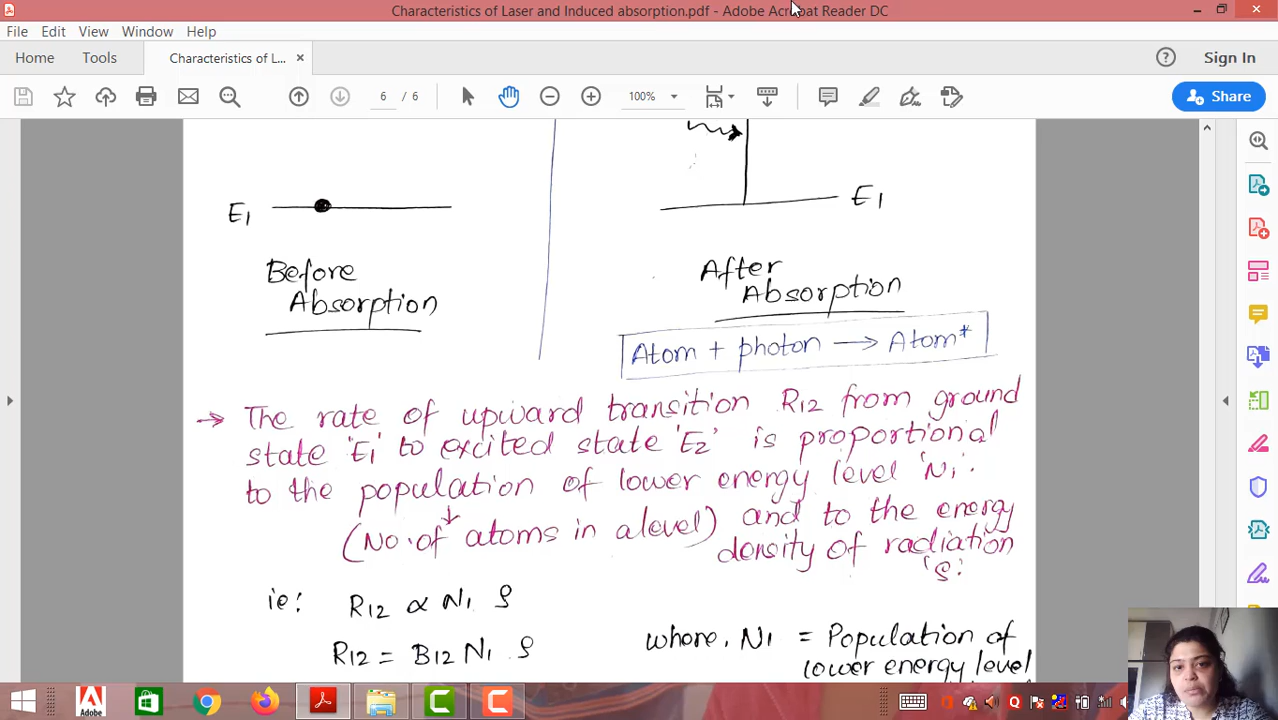 Characteristics of Laser and Induced absorption.pdf - Adobe Acrobat Reader DC
File Edit View Window Help
Home Tools Characteristics of L... × Sign In
6 / 6 100% Share
E1
E1
Before
Absorption
After
Absorption
Atom + photon → Atom*
→ The rate of upward transition R12 from ground
state 'E1' to excited state 'E2' is proportional
to the population of lower energy level 'N1'.
(No. of atoms in a level) and to the energy
density of radiation
'ρ'.
ie: R12 ∝ N1 ρ
R12 = B12 N1 ρ
where, N1 = Population of
lower energy level
Adobe